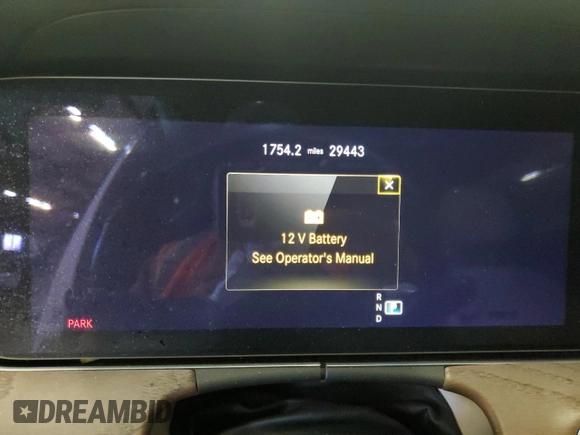 1754.2 miles 29443
12 V Battery
See Operator's Manual
R
N
D
P
PARK
DREAMBID